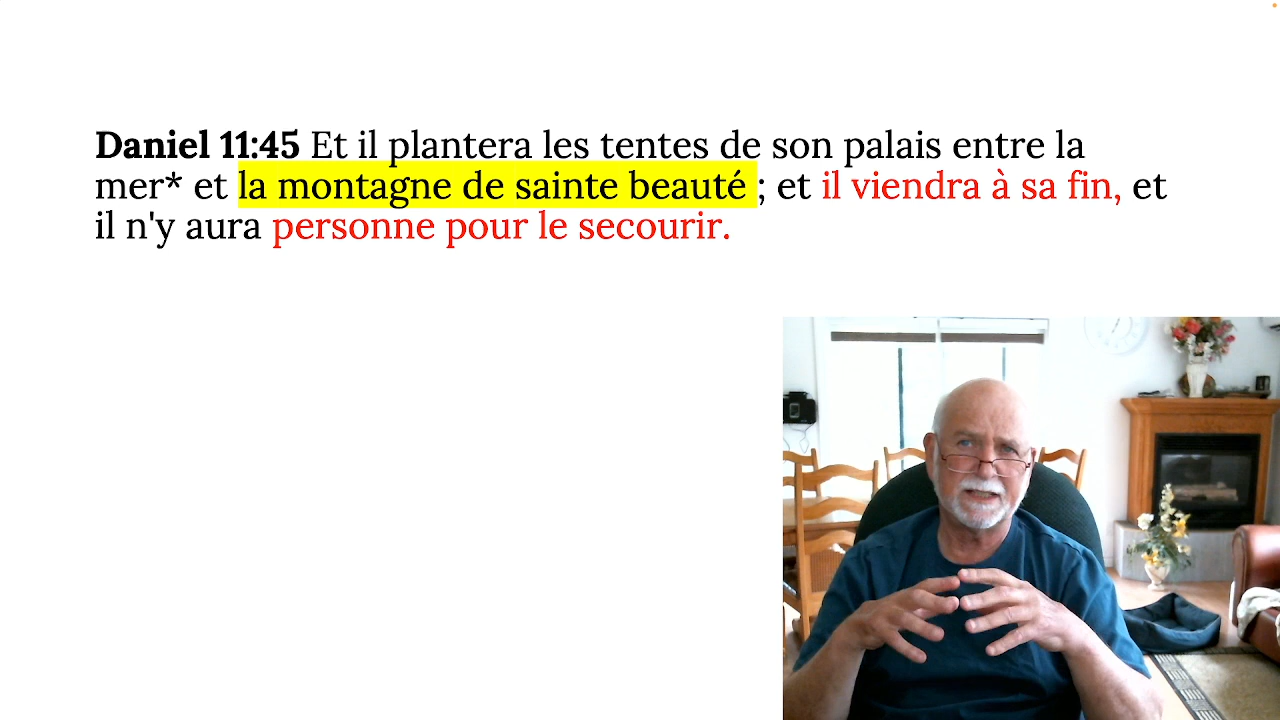 Daniel 11:45 Et il plantera les tentes de son palais entre la
mer* et la montagne de sainte beauté ; et il viendra à sa fin, et
il n'y aura personne pour le secourir.